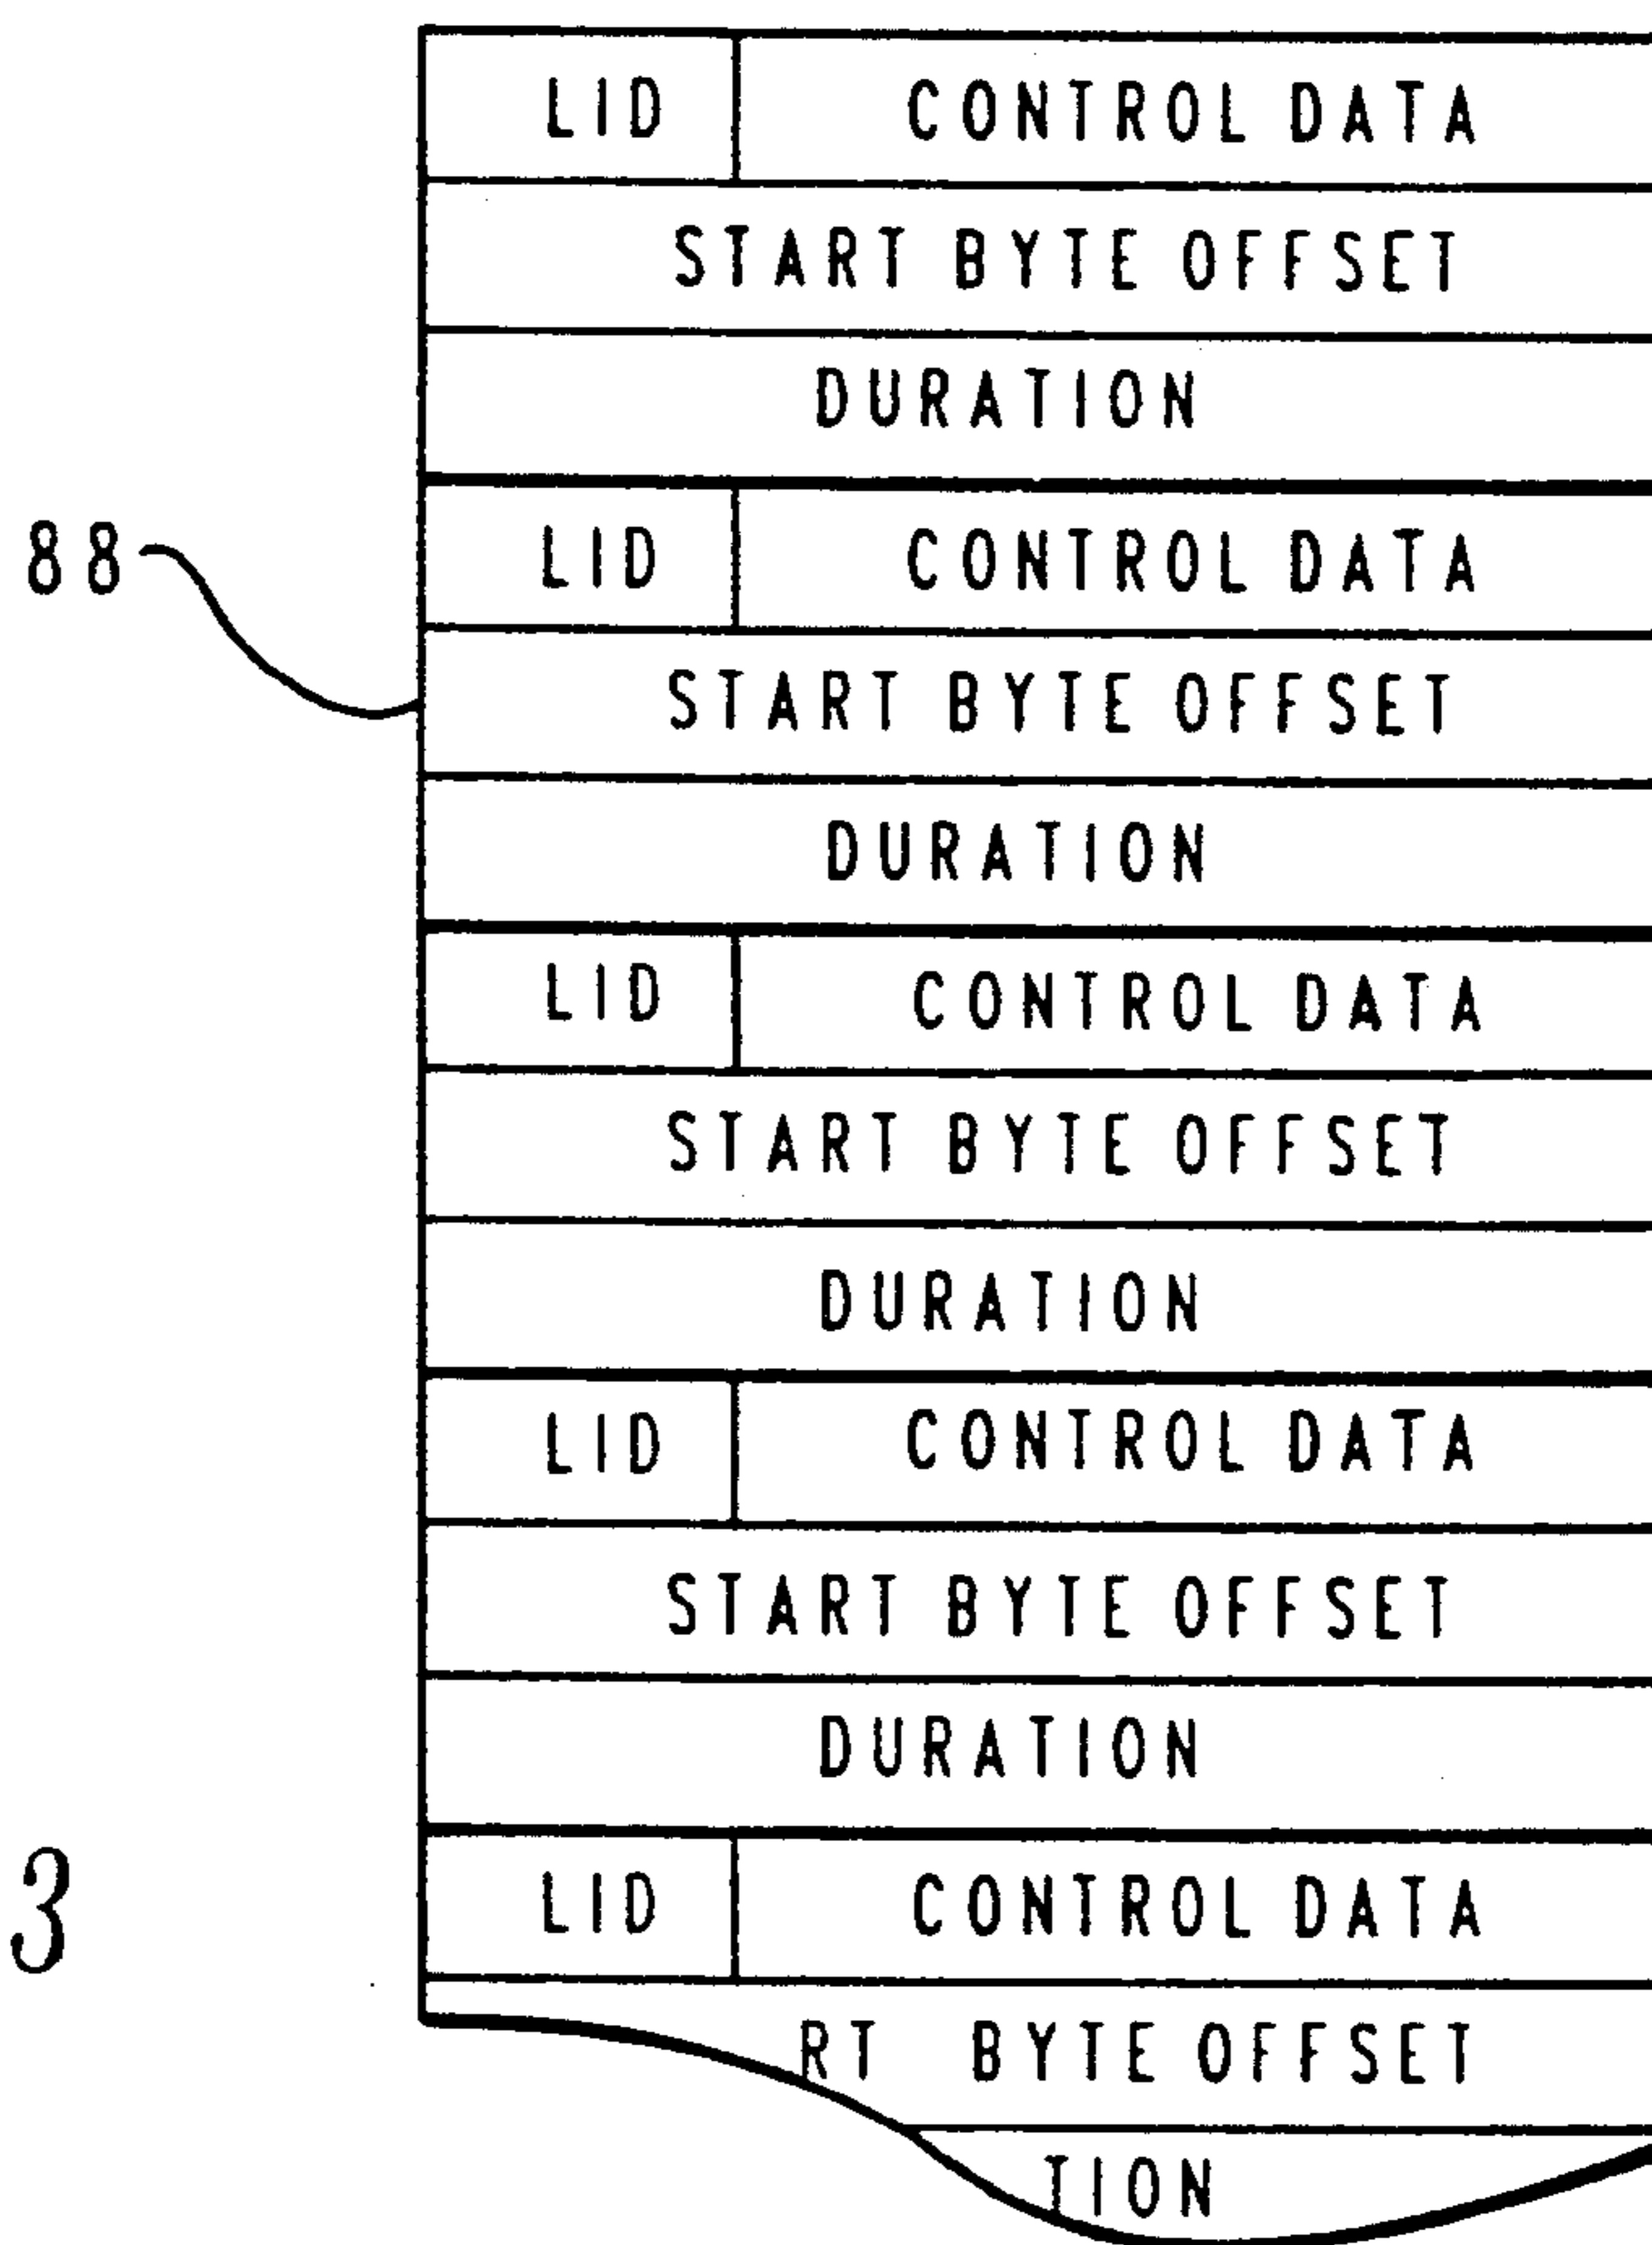 LID CONTROL DATA
START BYTE OFFSET
DURATION
88
LID CONTROL DATA
START BYTE OFFSET
DURATION
LID CONTROL DATA
START BYTE OFFSET
DURATION
LID CONTROL DATA
START BYTE OFFSET
DURATION
3
LID CONTROL DATA
RT BYTE OFFSET
TION